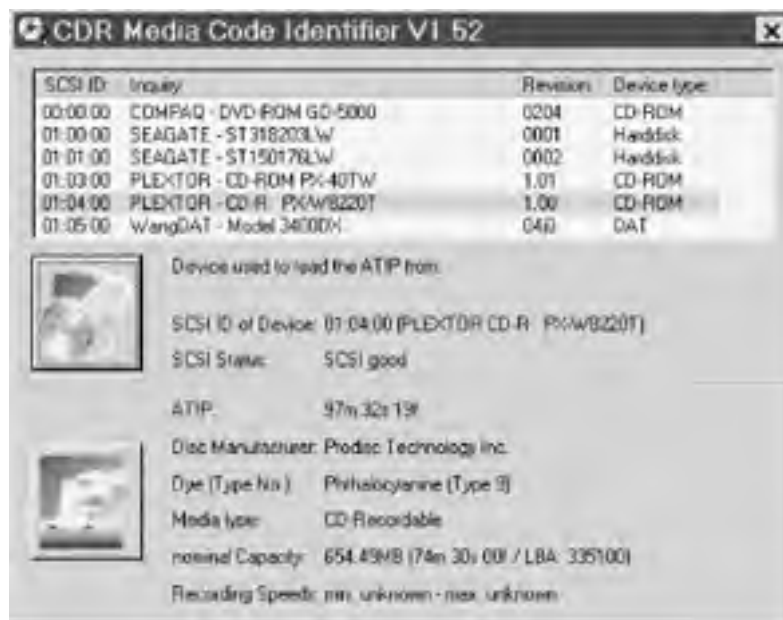 CDR Media Code Identifier V1.52
SCSI ID: Inquiry Revision Device type:
00:00:00 COMPAQ - DVD-ROM GD-5000 0204 CD-ROM
01:00:00 SEAGATE - ST318203LW 0001 Harddisk
01:01:00 SEAGATE - ST150176LW 0002 Harddisk
01:03:00 PLEXTOR - CD-ROM PX-40TW 1.01 CD-ROM
01:04:00 PLEXTOR - CD-R PX-W8220T 1.00 CD-ROM
01:05:00 WangDAT - Model 3400DX DAT
Device used to read the ATIP from:
SCSI ID of Device: 01:04:00 (PLEXTOR CD-R PX-W8220T)
SCSI Status: SCSI good
ATIP: 97m 32s 19f
Disc Manufacturer: Prodisc Technology Inc.
Dye (Type No.) Phthalocyanine (Type 9)
Media type: CD-Recordable
nominal Capacity: 654.49MB (74m 30s 00f / LBA: 335100)
Recording Speeds: min. unknown - max. unknown